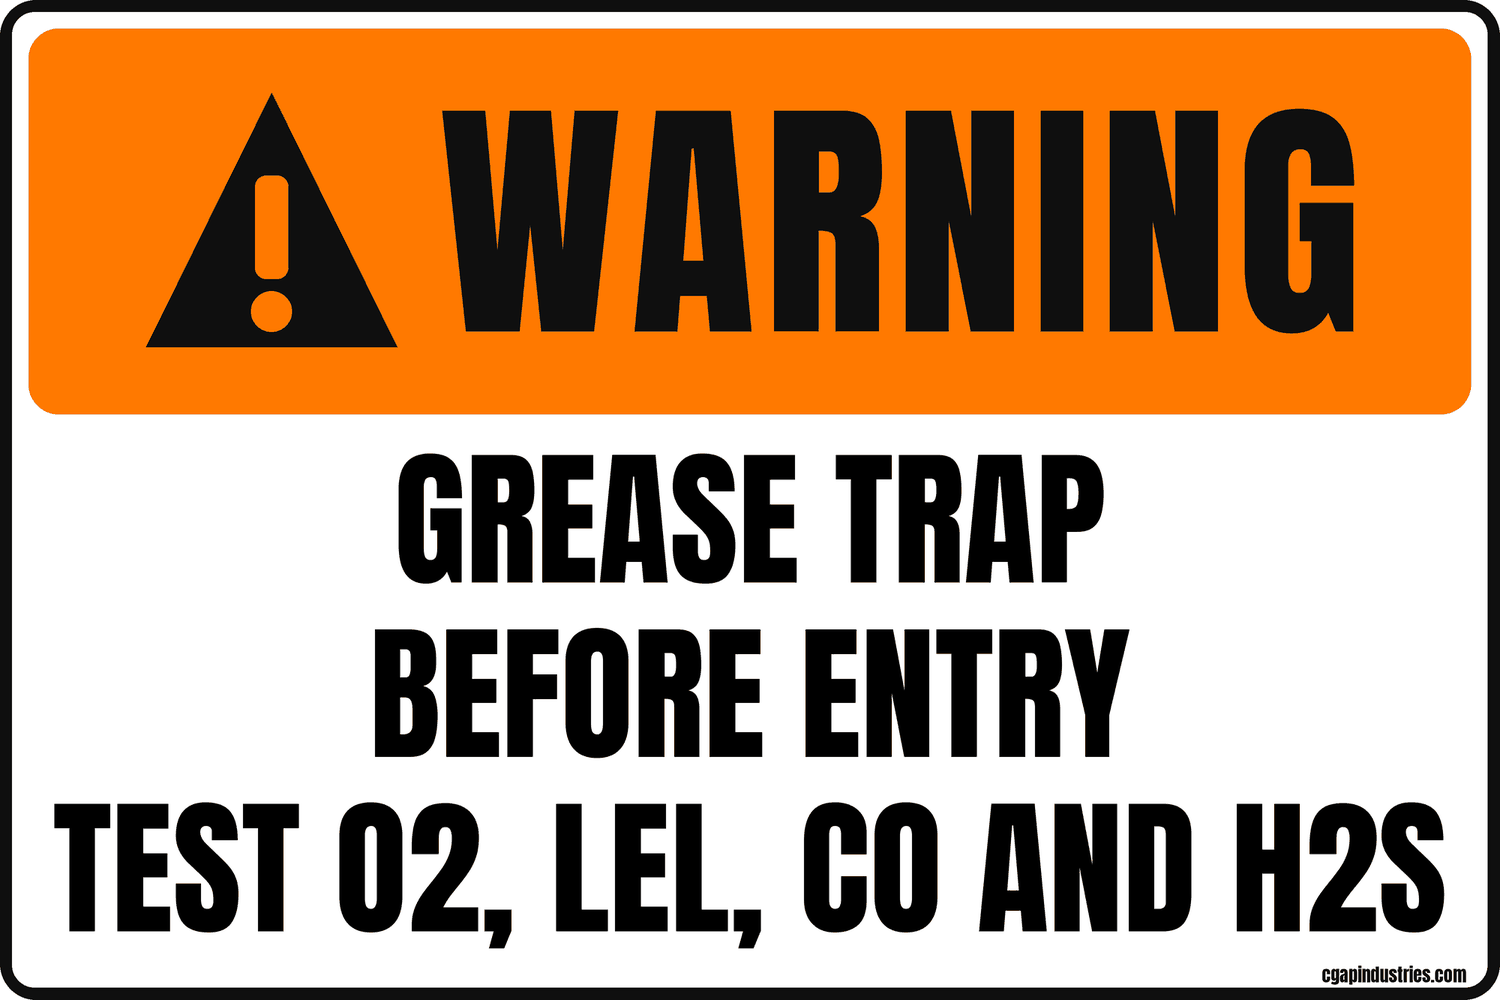 WARNING
GREASE TRAP
BEFORE ENTRY
TEST O2, LEL, CO AND H2S
cgapindustries.com